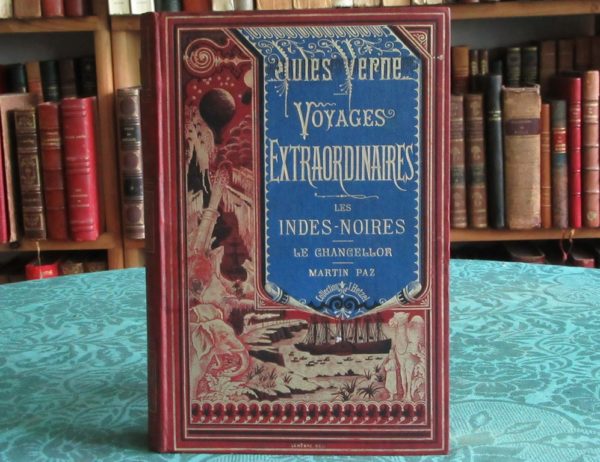 Jules Verne
VOYAGES
EXTRAORDINAIRES
LES
INDES-NOIRES
LE CHANCELLOR
MARTIN PAZ
Collection J. Hetzel